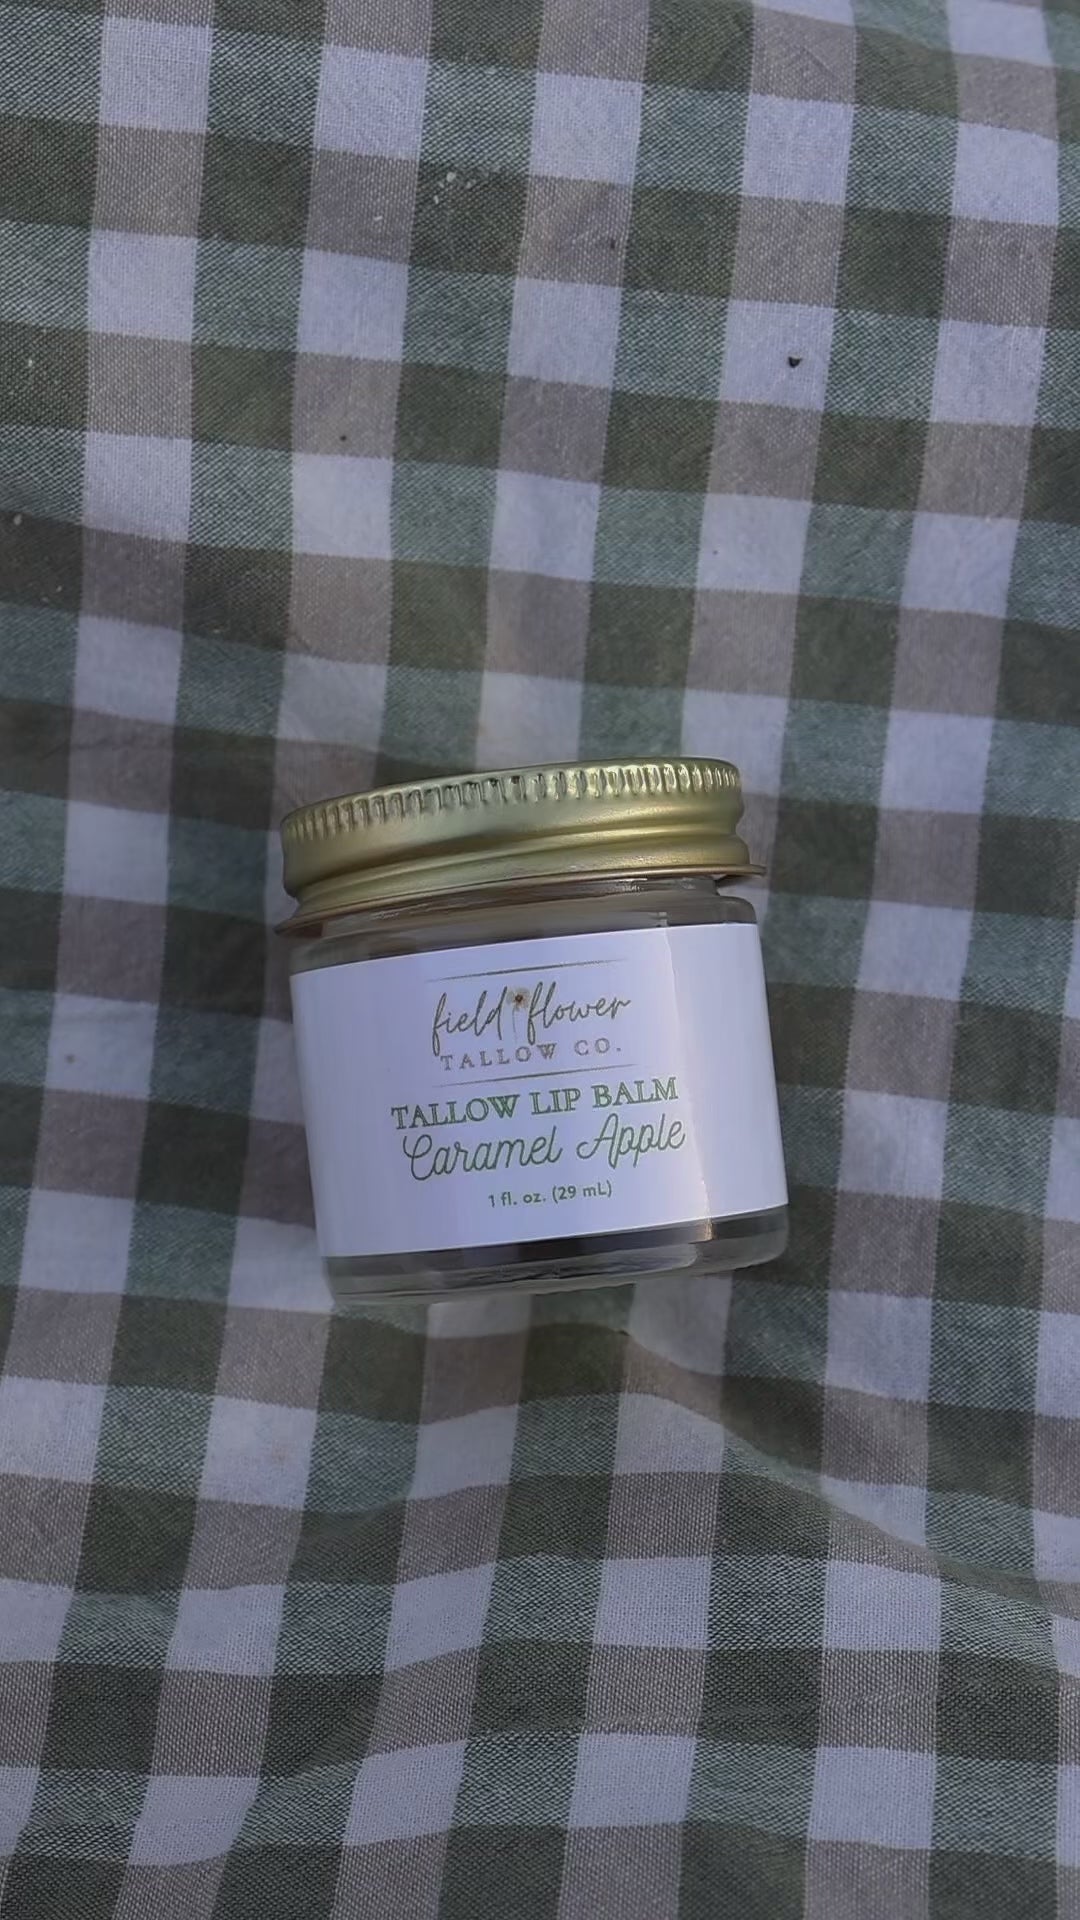 field flower
TALLOW CO.
TALLOW LIP BALM
Caramel Apple
1 fl. oz. (29 mL)